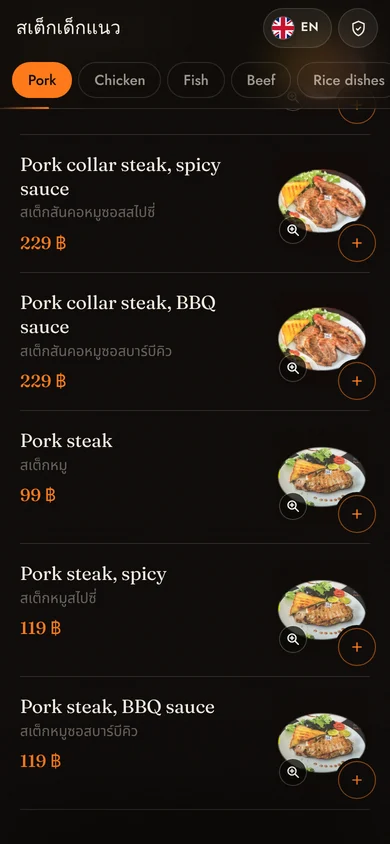 สเต็กเด็กแนว
EN
Pork
Chicken
Fish
Beef
Rice dishes
Pork collar steak, spicy
sauce
สเต็กสันคอหมูซอสสไปซี่
229 ฿
Pork collar steak, BBQ
sauce
สเต็กสันคอหมูซอสบาร์บีคิว
229 ฿
Pork steak
สเต็กหมู
99 ฿
Pork steak, spicy
สเต็กหมูสไปซี่
119 ฿
Pork steak, BBQ sauce
สเต็กหมูซอสบาร์บีคิว
119 ฿